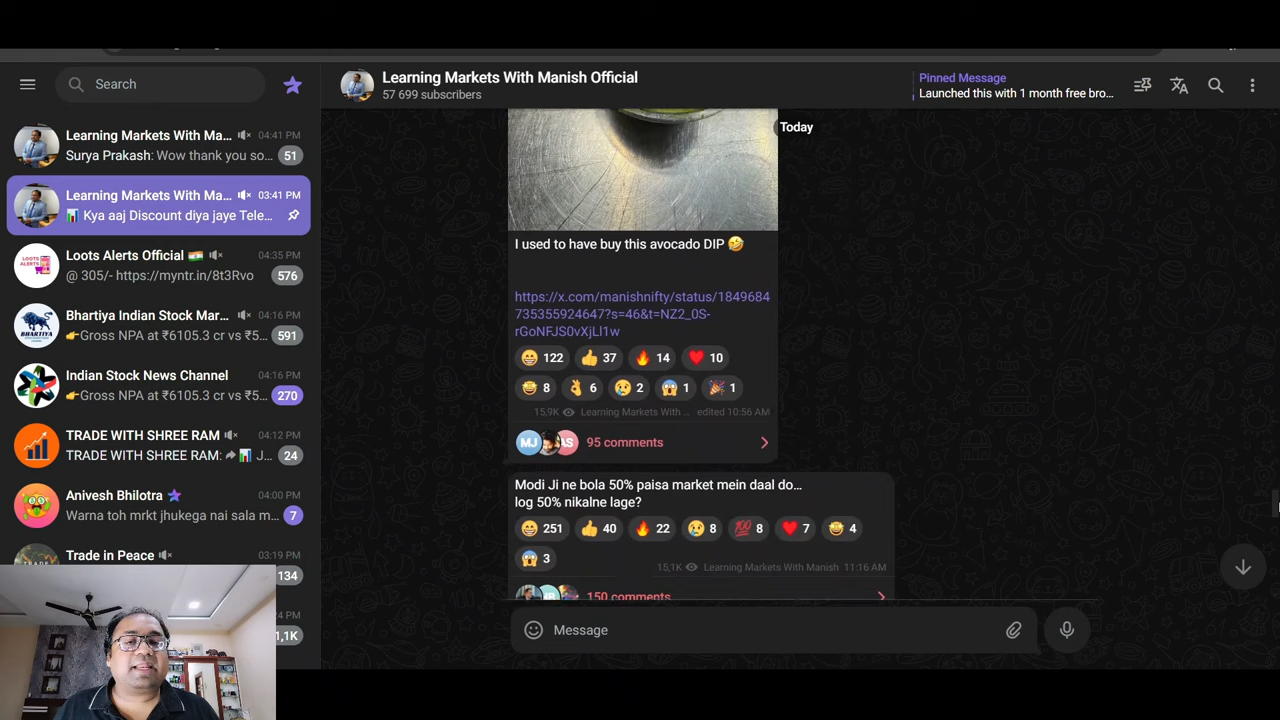 Search
Learning Markets With Ma...
04:41 PM
Surya Prakash: Wow thank you so...
51
Learning Markets With Ma...
03:41 PM
Kya aaj Discount diya jaye Tele...
Loots Alerts Official
04:35 PM
@ 305/- https://myntr.in/8t3Rvo
576
Bhartiya Indian Stock Mar...
04:16 PM
Gross NPA at ₹6105.3 cr vs ₹5...
591
Indian Stock News Channel
04:16 PM
Gross NPA at ₹6105.3 cr vs ₹5...
270
TRADE WITH SHREE RAM
04:12 PM
TRADE WITH SHREE RAM: J...
24
Anivesh Bhilotra
04:00 PM
Warna toh mrkt jhukega nai sala m...
7
Trade in Peace
03:19 PM
134
24 PM
1,1K
Learning Markets With Manish Official
57 699 subscribers
Pinned Message
Launched this with 1 month free bro...
Today
I used to have buy this avocado DIP
https://x.com/manishnifty/status/1849684
735355924647?s=46&t=NZ2_0S-
rGoNFJS0vXjLl1w
122 37 14 10
8 6 2 1 1
15,9K Learning Markets With ... edited 10:56 AM
MJ AS 95 comments
Modi Ji ne bola 50% paisa market mein daal do...
log 50% nikalne lage?
251 40 22 8 8 7 4
3
15,1K Learning Markets With Manish 11:16 AM
150 comments
Message